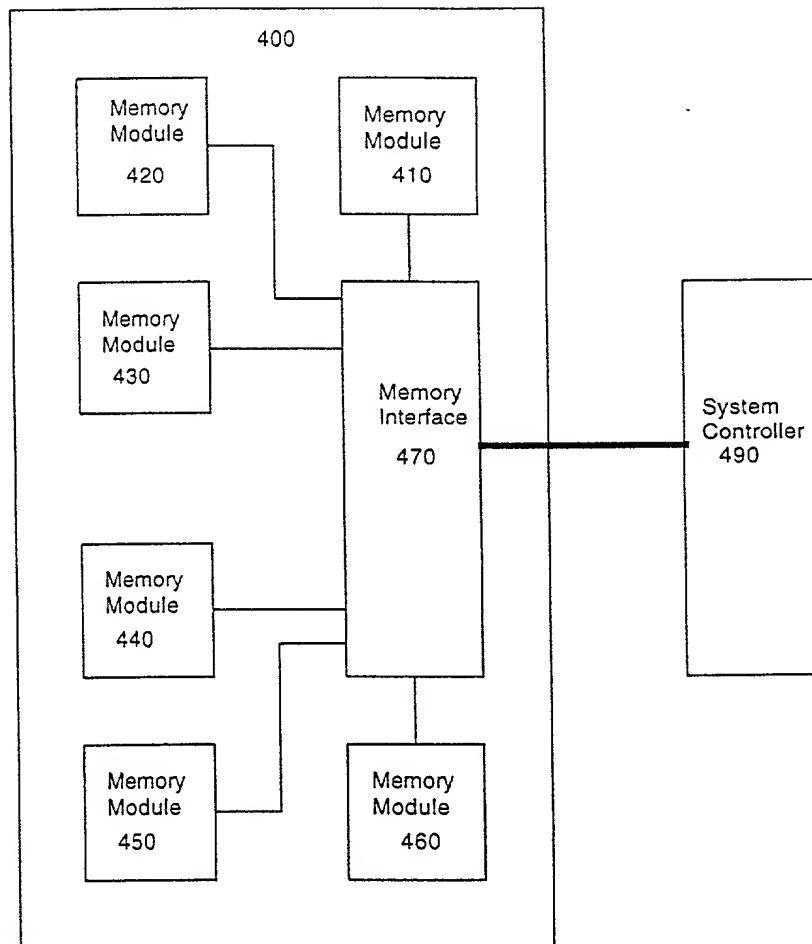 400
Memory
Module
420
Memory
Module
410
Memory
Module
430
Memory
Interface
470
System
Controller
490
Memory
Module
440
Memory
Module
450
Memory
Module
460